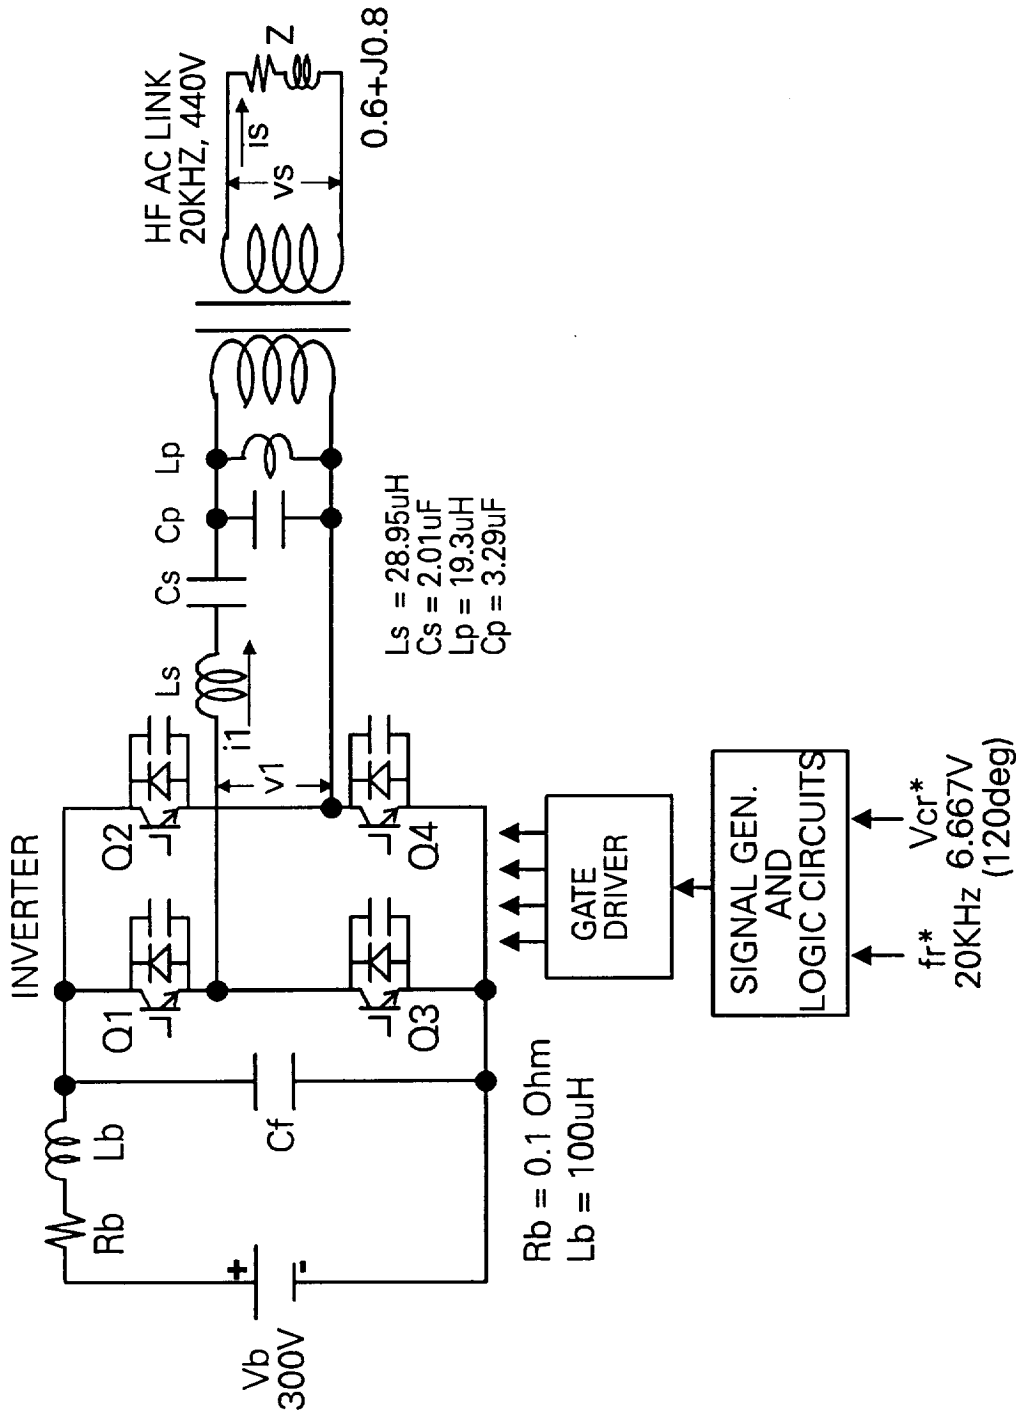 INVERTER
HF AC LINK
20KHZ, 440V
Vb
300V
+
-
Rb
Lb
Cf
Q1
Q2
Q3
Q4
v1
i1
Ls
Cs
Cp
Lp
vs
is
Z
0.6+J0.8
Rb = 0.1 Ohm
Lb = 100uH
Ls = 28.95uH
Cs = 2.01uF
Lp = 19.3uH
Cp = 3.29uF
GATE
DRIVER
SIGNAL GEN.
AND
LOGIC CIRCUITS
fr*
20KHz
Vcr*
6.667V
(120deg)